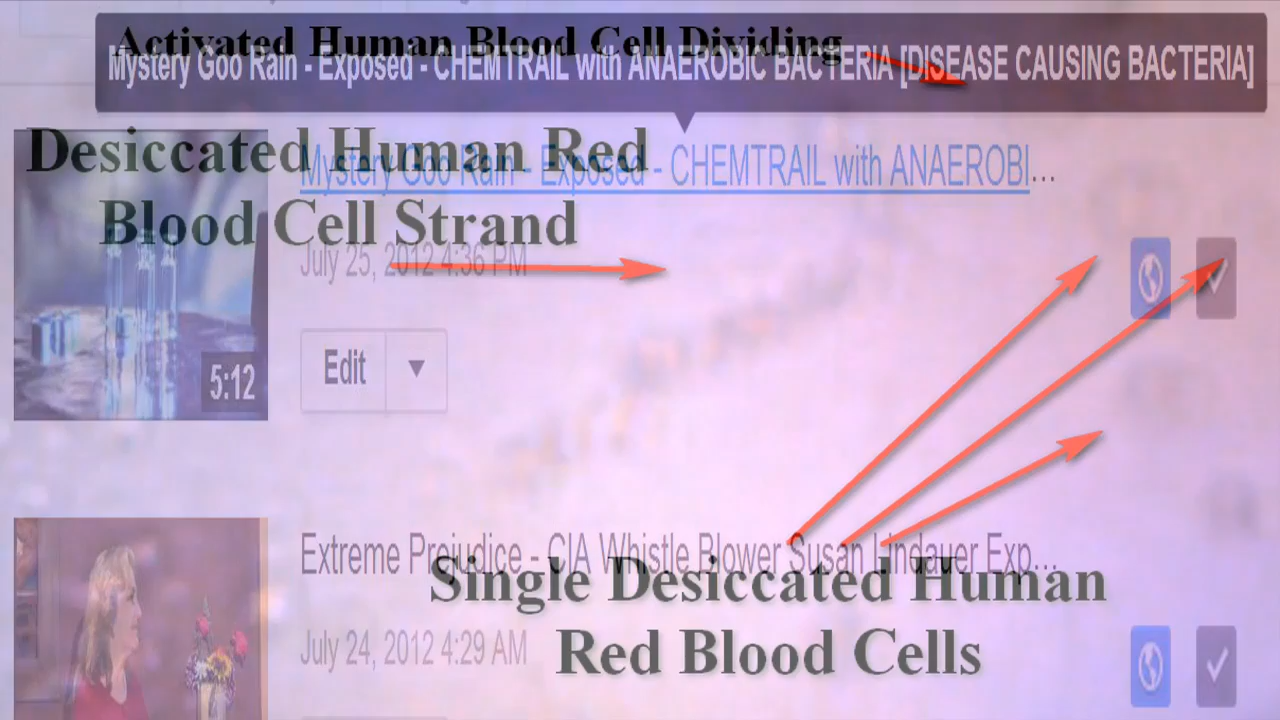 Activated Human Blood Cell Dividing
Mystery Goo Rain - Exposed - CHEMTRAIL with ANAEROBIC BACTERIA [DISEASE CAUSING BACTERIA]
Desiccated Human Red
Blood Cell Strand
Mystery Goo Rain - Exposed - CHEMTRAIL with ANAEROBI...
July 25, 2012 4:36 PM
5:12
Edit
Extreme Prejudice - CIA Whistle Blower Susan Lindauer Exp...
Single Desiccated Human
Red Blood Cells
July 24, 2012 4:29 AM